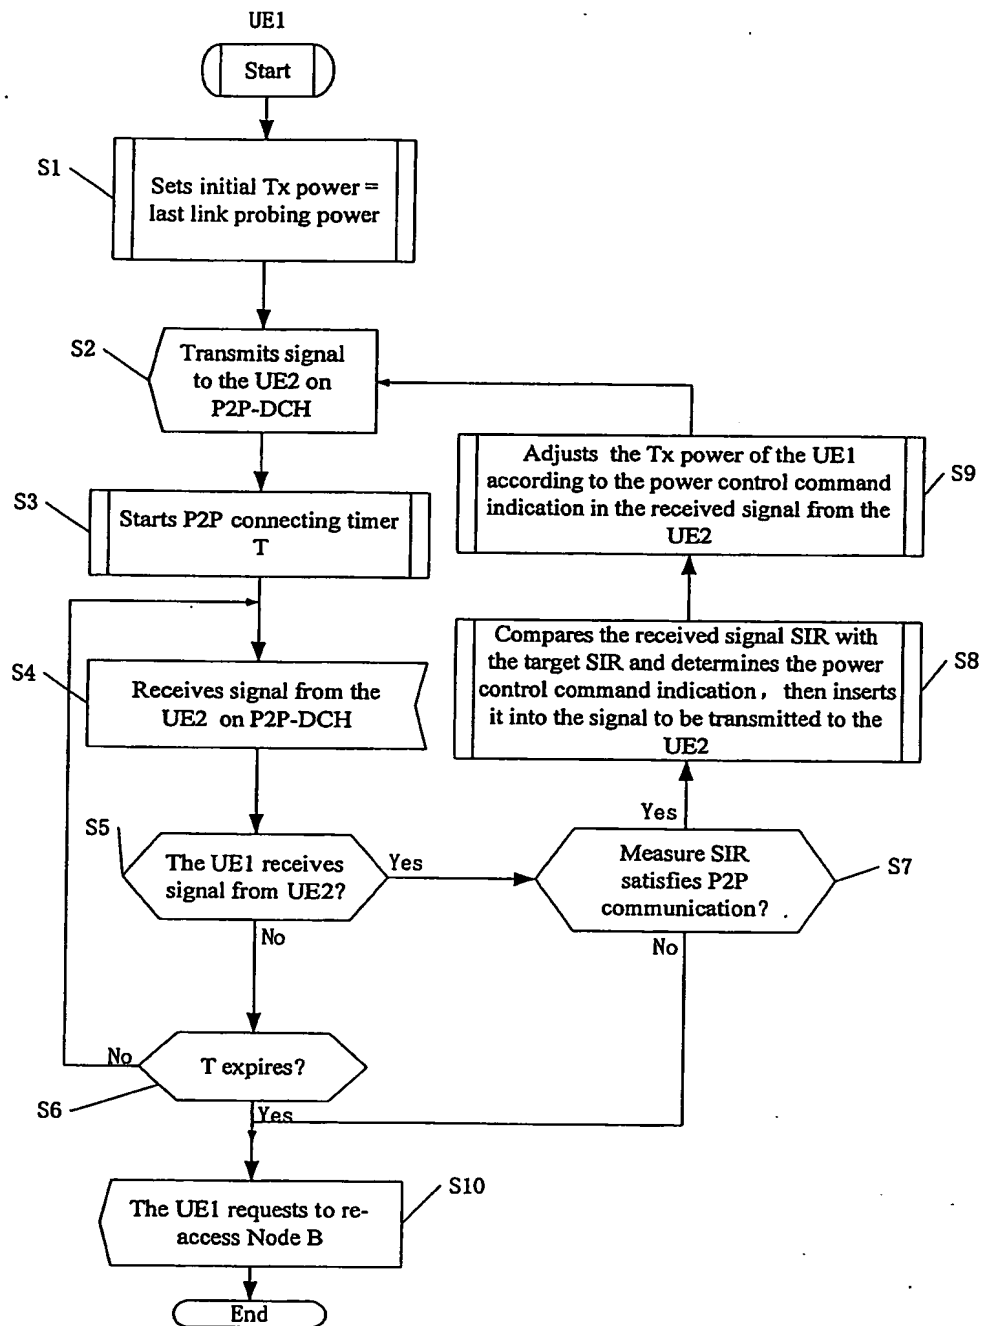 UE1
Start
S1
Sets initial Tx power =
last link probing power
S2
Transmits signal
to the UE2 on
P2P-DCH
S3
Starts P2P connecting timer
T
S9
Adjusts the Tx power of the UE1
according to the power control command
indication in the received signal from the
UE2
S4
Receives signal from the
UE2 on P2P-DCH
S8
Compares the received signal SIR with
the target SIR and determines the power
control command indication, then inserts
it into the signal to be transmitted to the
UE2
Yes
S5
The UE1 receives
signal from UE2?
Yes
Measure SIR
satisfies P2P
communication?
S7
No
No
No
T expires?
S6
Yes
The UE1 requests to re-
access Node B
S10
End